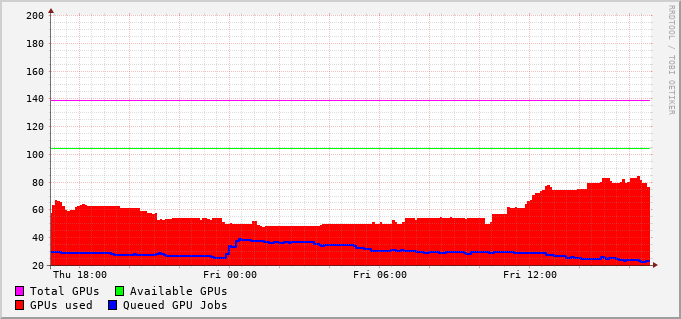 200
180
160
140
120
100
80
60
40
20
Thu 18:00 Fri 00:00 Fri 06:00 Fri 12:00
Total GPUs Available GPUs
GPUs used Queued GPU Jobs
RRDTOOL / TOBI OETIKER